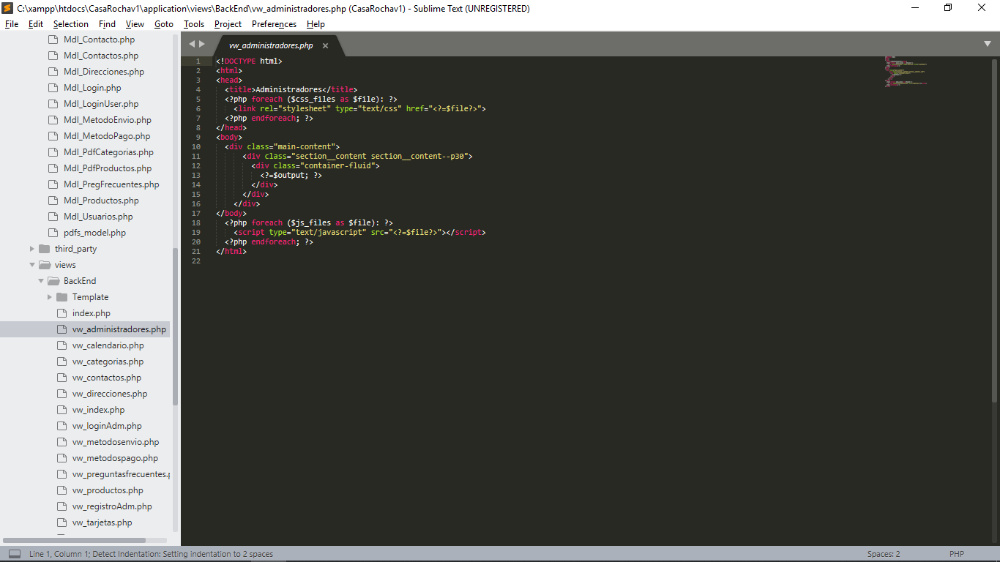 C:\xampp\htdocs\CasaRochav1\application\views\BackEnd\vw_administradores.php (CasaRochav1) - Sublime Text (UNREGISTERED)
File Edit Selection Find View Goto Tools Project Preferences Help
Mdl_Contacto.php
Mdl_Contactos.php
Mdl_Direcciones.php
Mdl_Login.php
Mdl_LoginUser.php
Mdl_MetodoEnvio.php
Mdl_MetodoPago.php
Mdl_PdfCategorias.php
Mdl_PdfProductos.php
Mdl_PregFrecuentes.php
Mdl_Productos.php
Mdl_Usuarios.php
pdfs_model.php
third_party
views
BackEnd
Template
index.php
vw_administradores.php
vw_calendario.php
vw_categorias.php
vw_contactos.php
vw_direcciones.php
vw_index.php
vw_loginAdm.php
vw_metodosenvio.php
vw_metodospago.php
vw_preguntasfrecuentes.p
vw_productos.php
vw_registroAdm.php
vw_tarjetas.php
vw_administradores.php
1 <!DOCTYPE html>
2 <html>
3 <head>
4 <title>Administradores</title>
5 <?php foreach ($css_files as $file): ?>
6 <link rel="stylesheet" type="text/css" href="<?=$file?>">
7 <?php endforeach; ?>
8 </head>
9 <body>
10 <div class="main-content">
11 <div class="section__content section__content--p30">
12 <div class="container-fluid">
13 <?=$output; ?>
14 </div>
15 </div>
16 </div>
17 </body>
18 <?php foreach ($js_files as $file): ?>
19 <script type="text/javascript" src="<?=$file?>"></script>
20 <?php endforeach; ?>
21 </html>
22
Line 1, Column 1; Detect Indentation: Setting indentation to 2 spaces
Spaces: 2
PHP